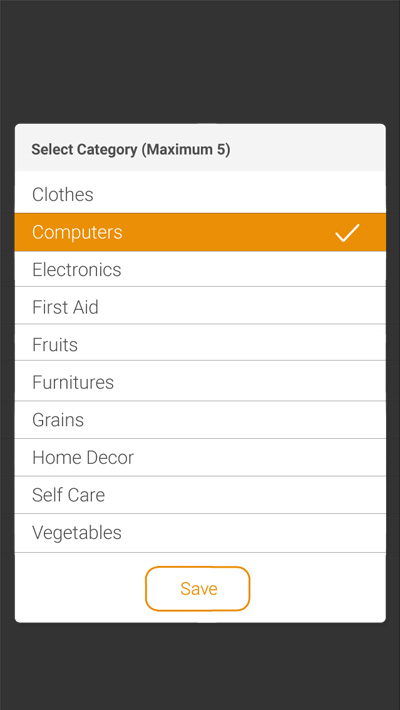 Select Category (Maximum 5)
Clothes
Computers
Electronics
First Aid
Fruits
Furnitures
Grains
Home Decor
Self Care
Vegetables
Save